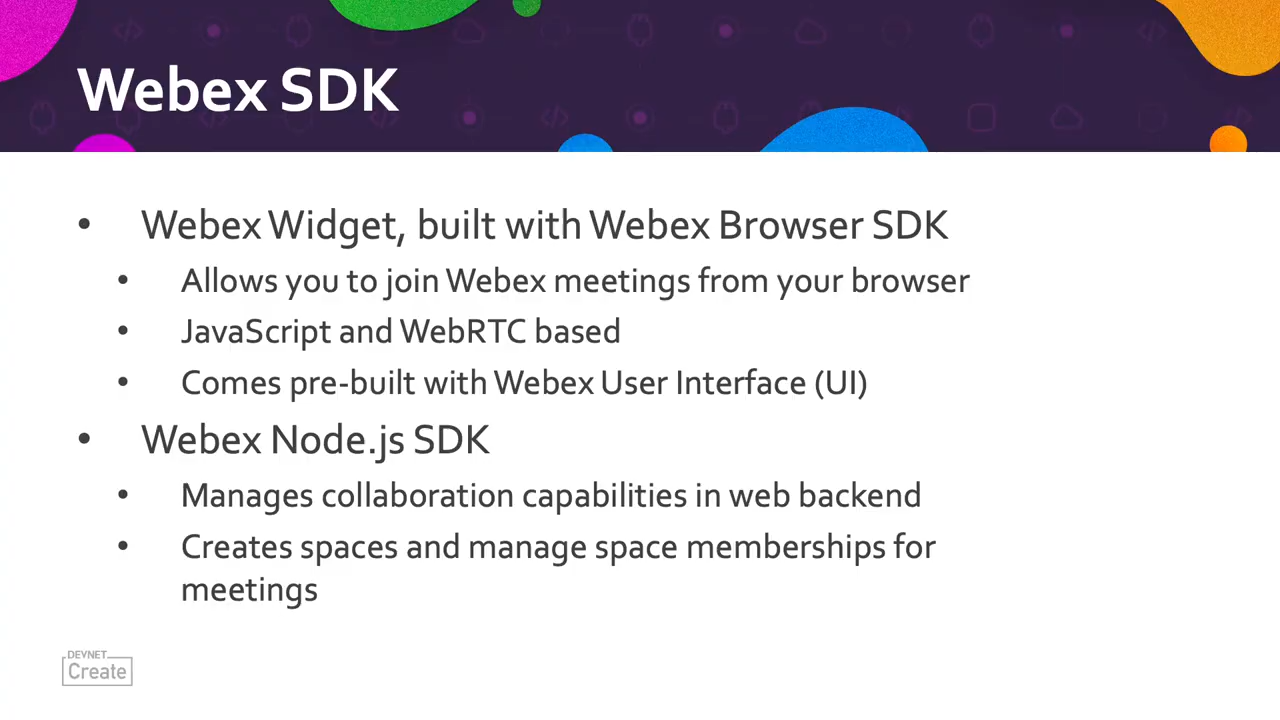 Webex SDK
• Webex Widget, built with Webex Browser SDK
• Allows you to join Webex meetings from your browser
• JavaScript and WebRTC based
• Comes pre-built with Webex User Interface (UI)
• Webex Node.js SDK
• Manages collaboration capabilities in web backend
• Creates spaces and manage space memberships for
meetings
DEVNET
Create